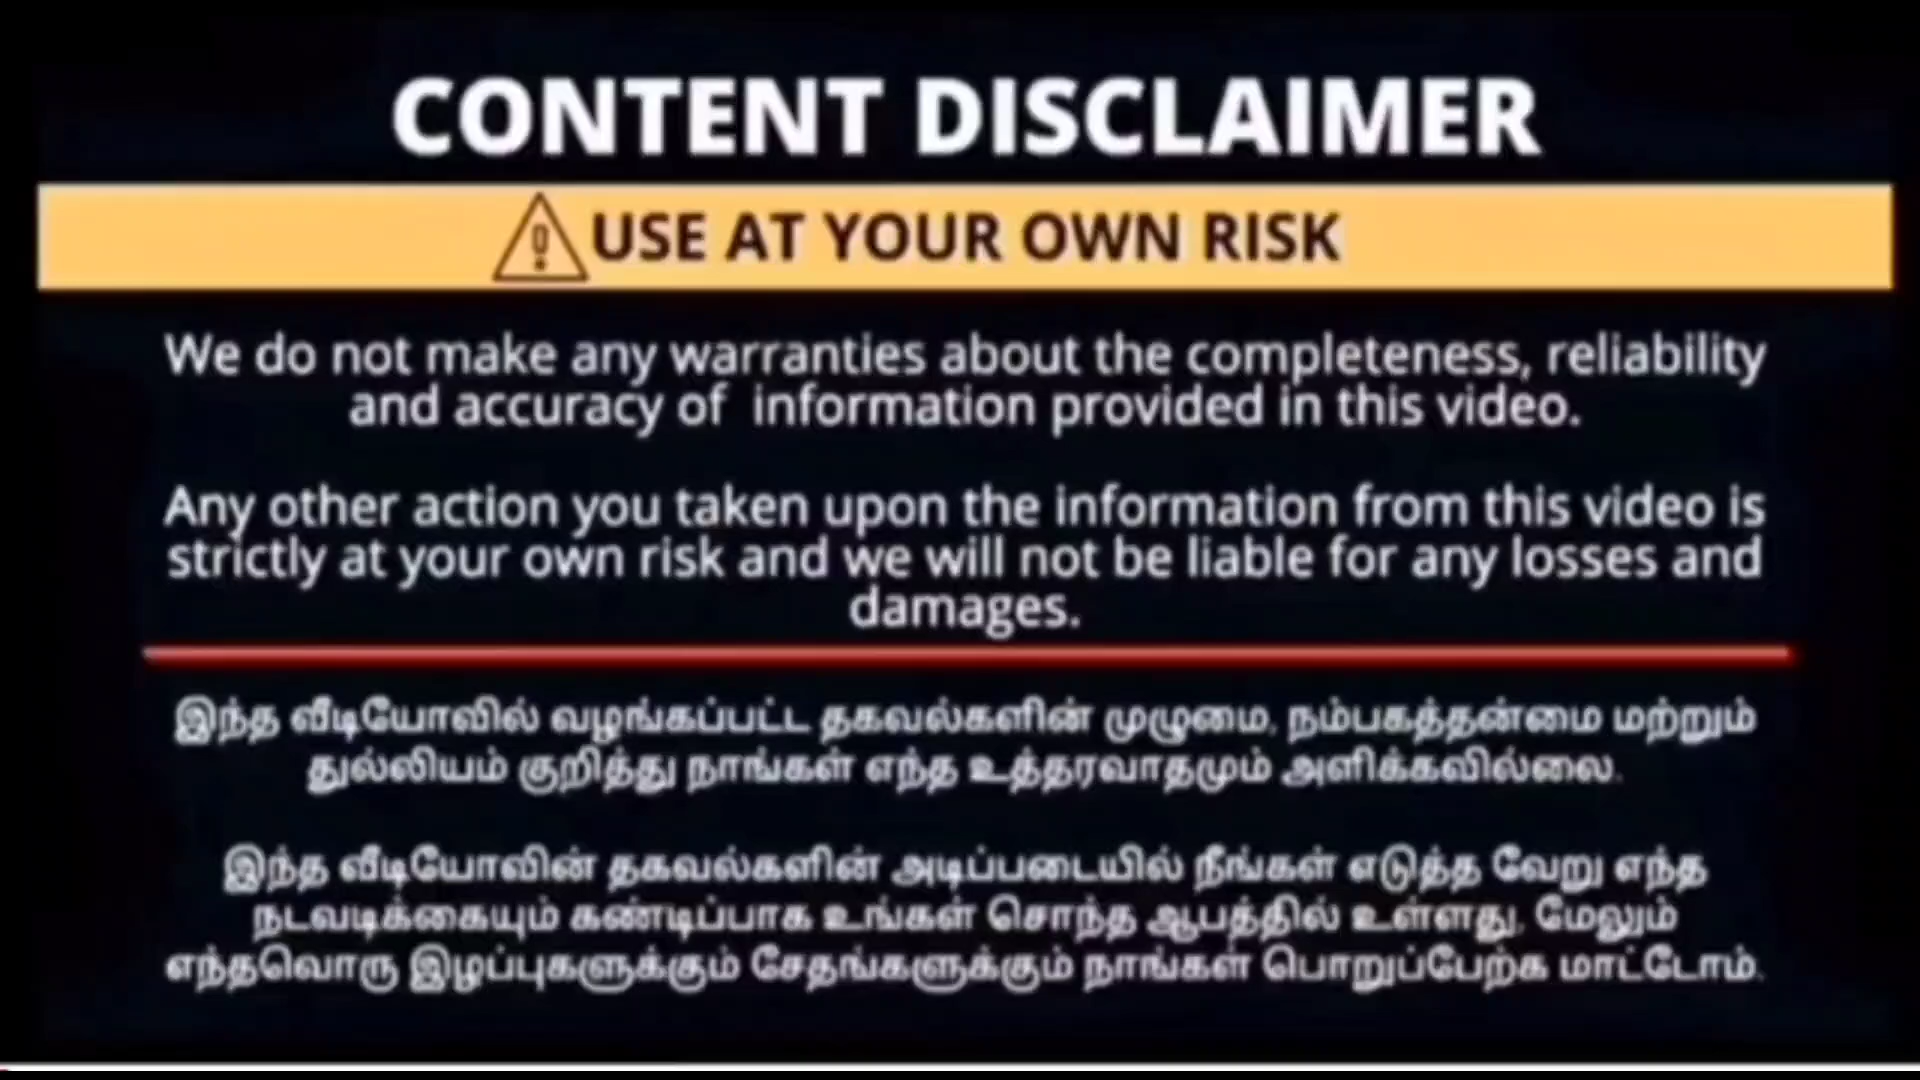 CONTENT DISCLAIMER
USE AT YOUR OWN RISK
We do not make any warranties about the completeness, reliability
and accuracy of information provided in this video.
Any other action you taken upon the information from this video is
strictly at your own risk and we will not be liable for any losses and
damages.
இந்த வீடியோவில் வழங்கப்பட்ட தகவல்களின் முழுமை, நம்பகத்தன்மை மற்றும்
துல்லியம் குறித்து நாங்கள் எந்த உத்தரவாதமும் அளிக்கவில்லை.
இந்த வீடியோவின் தகவல்களின் அடிப்படையில் நீங்கள் எடுத்த வேறு எந்த
நடவடிக்கையும் கண்டிப்பாக உங்கள் சொந்த ஆபத்தில் உள்ளது, மேலும்
எந்தவொரு இழப்புகளுக்கும் சேதங்களுக்கும் நாங்கள் பொறுப்பேற்க மாட்டோம்.